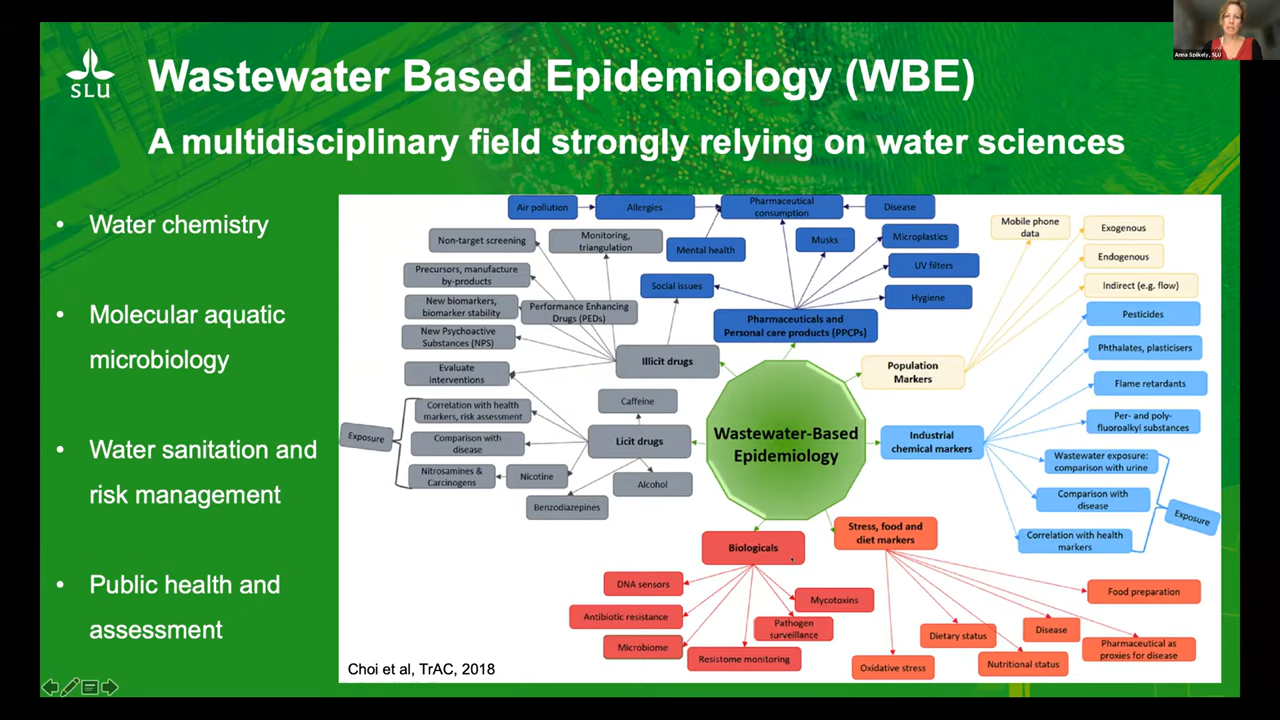 SLU
Wastewater Based Epidemiology (WBE)
A multidisciplinary field strongly relying on water sciences
Anna Székely, SLU
• Water chemistry
• Molecular aquatic
microbiology
• Water sanitation and
risk management
• Public health and
assessment
Air pollution
Allergies
Pharmaceutical
consumption
Disease
Non-target screening
Monitoring,
triangulation
Mental health
Musks
Microplastics
Precursors, manufacture
by-products
UV filters
Social issues
Hygiene
New biomarkers,
biomarker stability
Performance Enhancing
Drugs (PEDs)
Pharmaceuticals and
Personal care products (PPCPs)
New Psychoactive
Substances (NPS)
Illicit drugs
Evaluate
interventions
Mobile phone
data
Exogenous
Endogenous
Indirect (e.g. flow)
Population
Markers
Pesticides
Phthalates, plasticisers
Flame retardants
Per- and poly-
fluoroalkyl substances
Caffeine
Correlation with health
markers, risk assessment
Exposure
Comparison with
disease
Licit drugs
Nitrosamines &
Carcinogens
Nicotine
Alcohol
Benzodiazepines
Wastewater-Based
Epidemiology
Industrial
chemical markers
Wastewater exposure:
comparison with urine
Comparison with
disease
Exposure
Correlation with health
markers
Biologicals
Stress, food and
diet markers
DNA sensors
Antibiotic resistance
Microbiome
Resistome monitoring
Pathogen
surveillance
Mycotoxins
Food preparation
Dietary status
Disease
Pharmaceutical as
proxies for disease
Oxidative stress
Nutritional status
Choi et al, TrAC, 2018